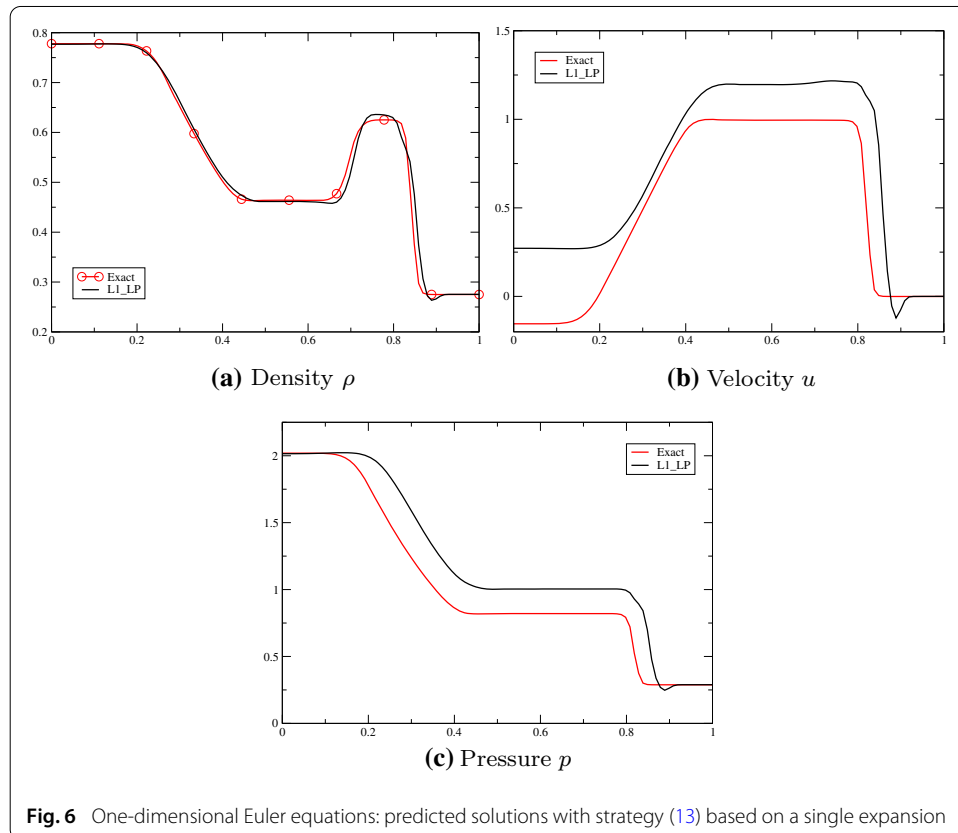 0.8
0.7
0.6
0.5
0.4
0.3
0.2
0 0.2 0.4 0.6 0.8 1
Exact
L1_LP
(a) Density ρ
1.5
1
0.5
0
0 0.2 0.4 0.6 0.8 1
Exact
L1_LP
(b) Velocity u
2
1.5
1
0.5
0
0 0.2 0.4 0.6 0.8 1
Exact
L1_LP
(c) Pressure p
Fig. 6 One-dimensional Euler equations: predicted solutions with strategy (13) based on a single expansion